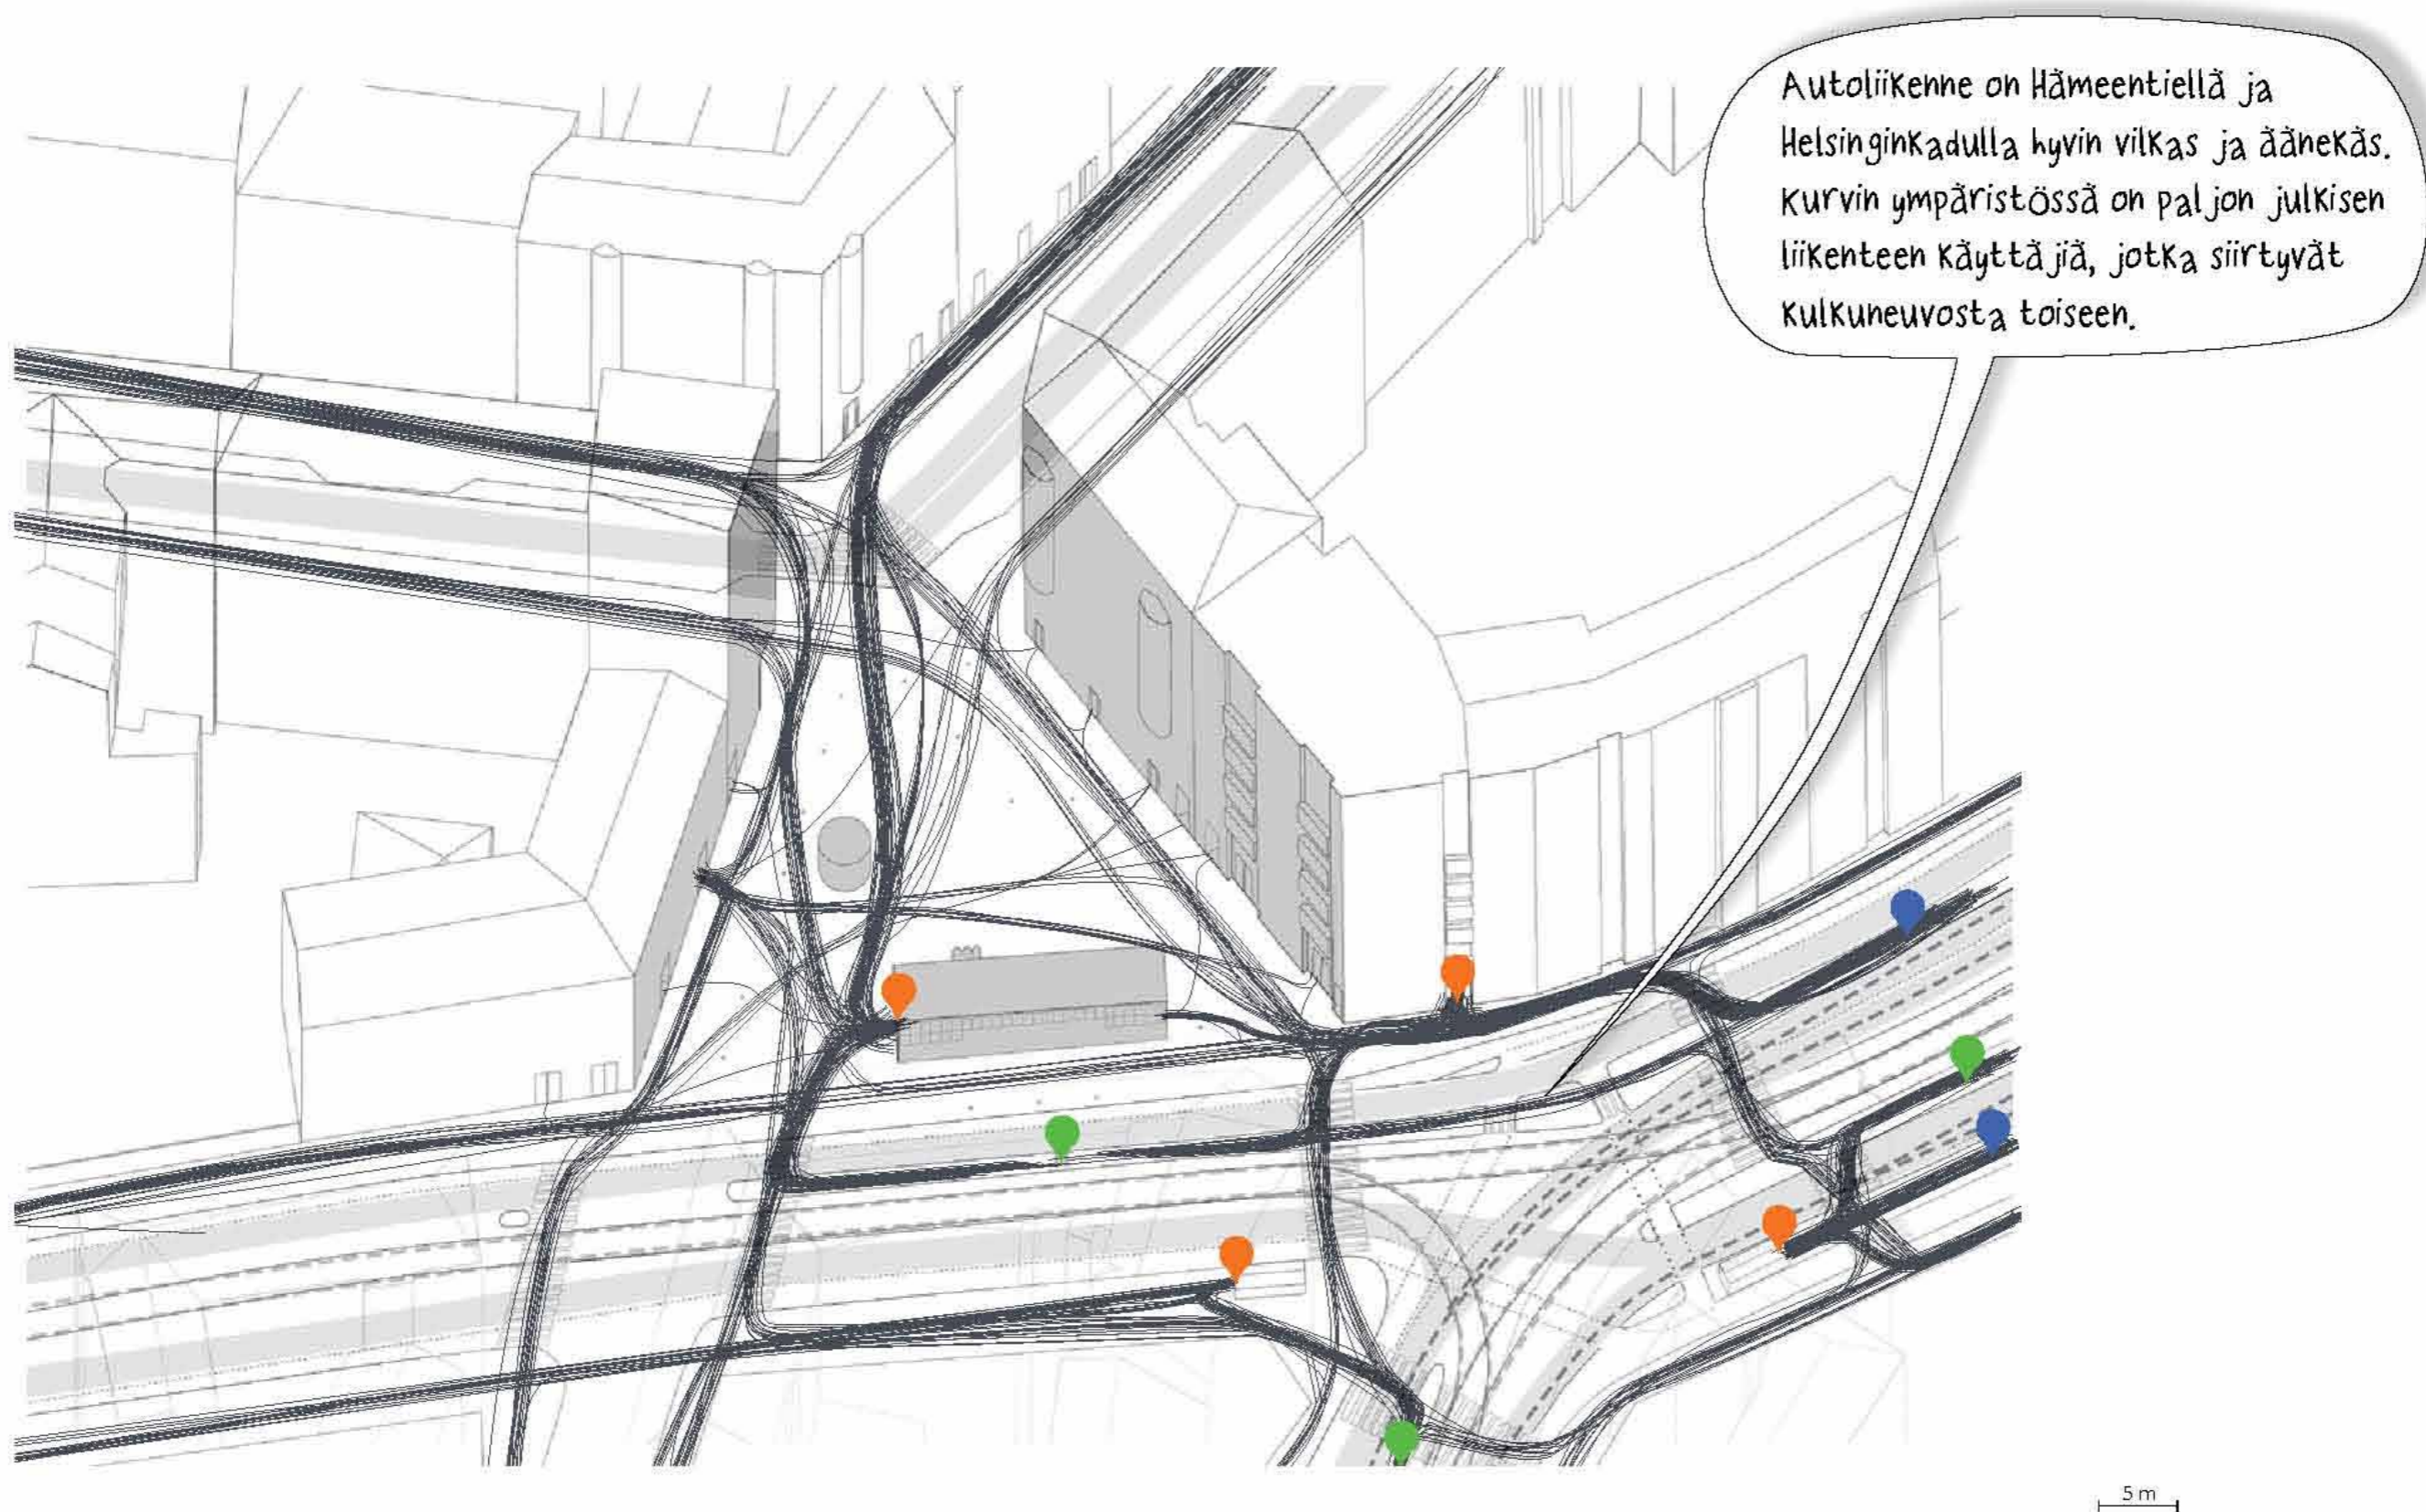 Autoliikenne on Hämeentiellä ja
Helsinginkadulla hyvin vilkas ja äänekäs.
Kurvin ympäristössä on paljon julkisen
liikenteen käyttäjiä, jotka siirtyvät
kulkuneuvosta toiseen.
5 m